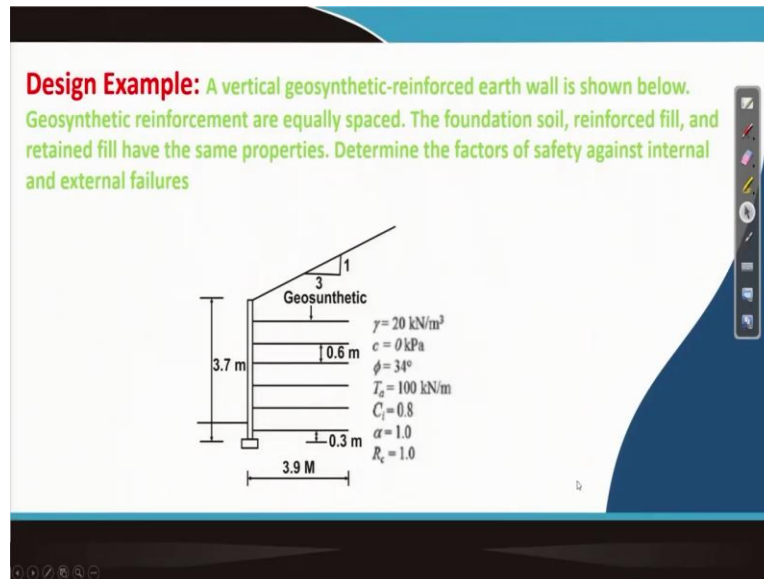 Design Example: A vertical geosynthetic-reinforced earth wall is shown below.
Geosynthetic reinforcement are equally spaced. The foundation soil, reinforced fill, and
retained fill have the same properties. Determine the factors of safety against internal
and external failures
1
3
Geosunthetic
γ= 20 kN/m³
0.6 m
c = 0 kPa
3.7 m
ϕ= 34°
Tₐ= 100 kN/m
Cᵢ= 0.8
0.3 m
α= 1.0
R꜀ = 1.0
3.9 M